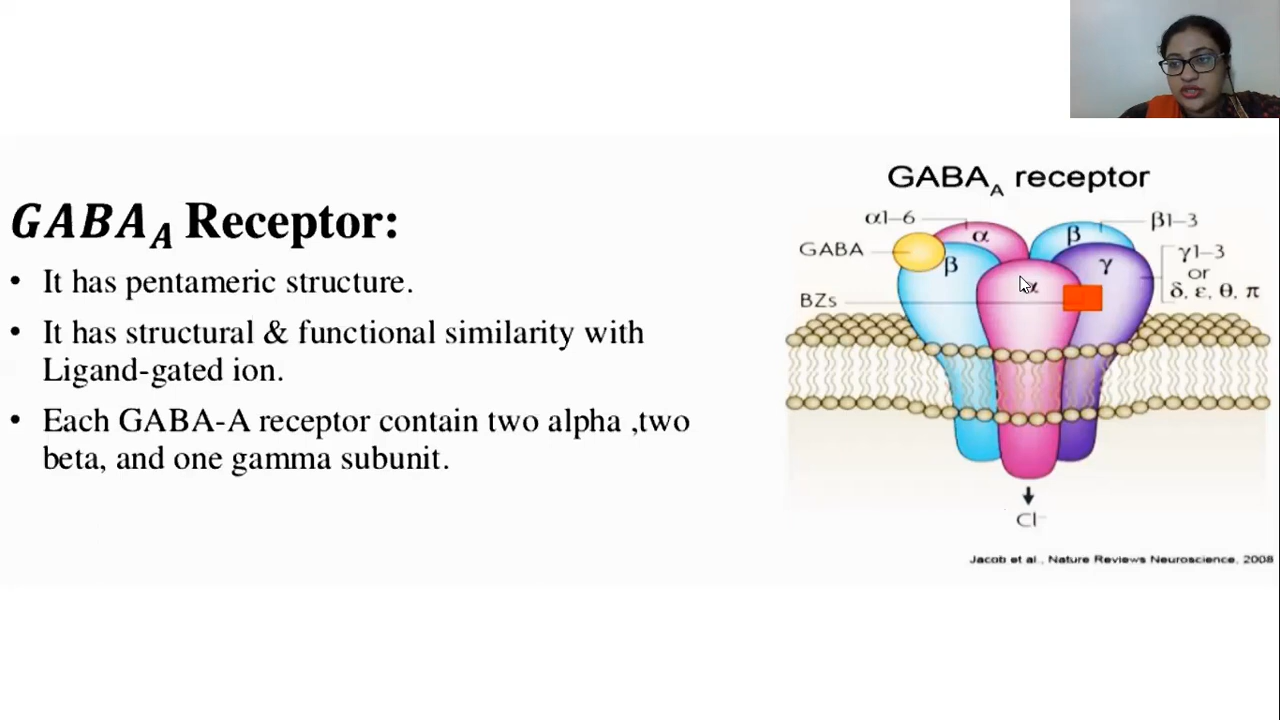 GABA_A Receptor:
• It has pentameric structure.
• It has structural & functional similarity with
Ligand-gated ion.
• Each GABA-A receptor contain two alpha ,two
beta, and one gamma subunit.
GABA_A receptor
α1–6
β1–3
GABA
α
β
β
γ
γ1–3
or
δ, ε, θ, π
BZs
α
Cl⁻
Jacob et al., Nature Reviews Neuroscience, 2008